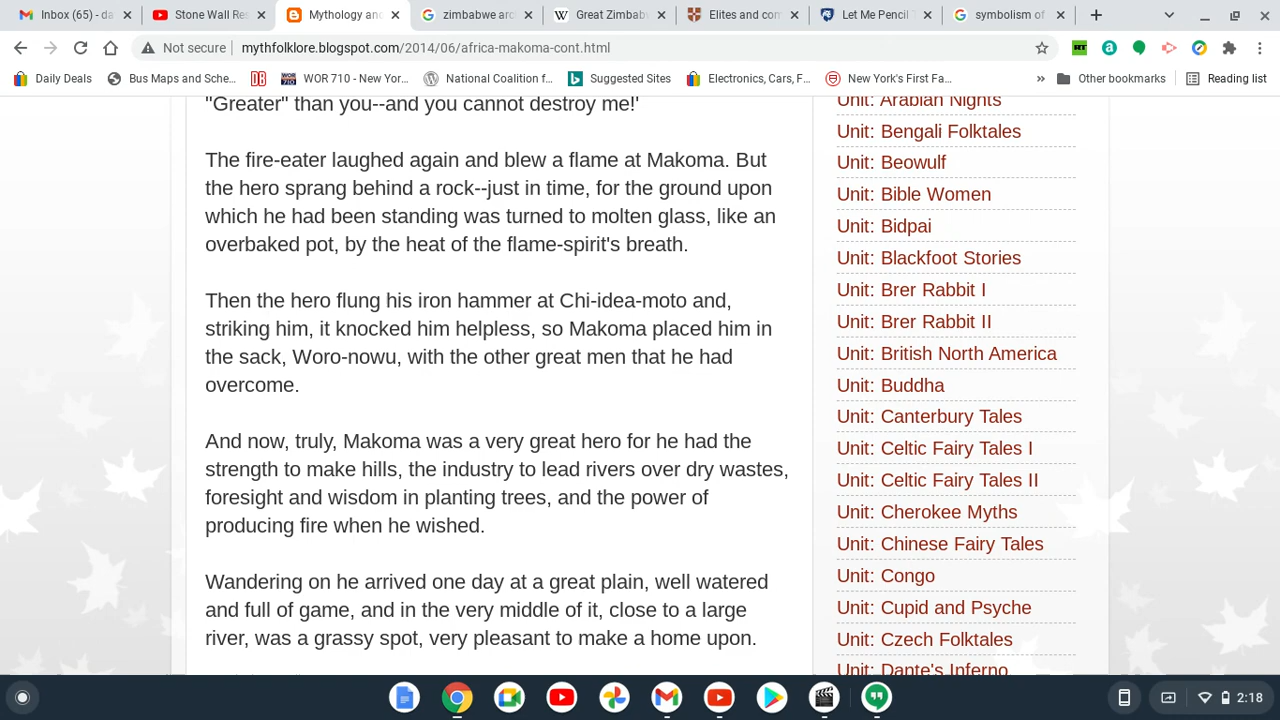 Inbox (65) - da
Stone Wall Res
Mythology and
zimbabwe arc
Great Zimbab
Elites and com
Let Me Pencil T
symbolism of
Not secure
mythfolklore.blogspot.com/2014/06/africa-makoma-cont.html
Daily Deals
Bus Maps and Sche...
WOR 710 - New Yor...
National Coalition f...
Suggested Sites
Electronics, Cars, F...
New York's First Fa...
»
Other bookmarks
Reading list
"Greater" than you--and you cannot destroy me!'
The fire-eater laughed again and blew a flame at Makoma. But
the hero sprang behind a rock--just in time, for the ground upon
which he had been standing was turned to molten glass, like an
overbaked pot, by the heat of the flame-spirit's breath.
Then the hero flung his iron hammer at Chi-idea-moto and,
striking him, it knocked him helpless, so Makoma placed him in
the sack, Woro-nowu, with the other great men that he had
overcome.
And now, truly, Makoma was a very great hero for he had the
strength to make hills, the industry to lead rivers over dry wastes,
foresight and wisdom in planting trees, and the power of
producing fire when he wished.
Wandering on he arrived one day at a great plain, well watered
and full of game, and in the very middle of it, close to a large
river, was a grassy spot, very pleasant to make a home upon.
Unit: Arabian Nights
Unit: Bengali Folktales
Unit: Beowulf
Unit: Bible Women
Unit: Bidpai
Unit: Blackfoot Stories
Unit: Brer Rabbit I
Unit: Brer Rabbit II
Unit: British North America
Unit: Buddha
Unit: Canterbury Tales
Unit: Celtic Fairy Tales I
Unit: Celtic Fairy Tales II
Unit: Cherokee Myths
Unit: Chinese Fairy Tales
Unit: Congo
Unit: Cupid and Psyche
Unit: Czech Folktales
Unit: Dante's Inferno
2:18